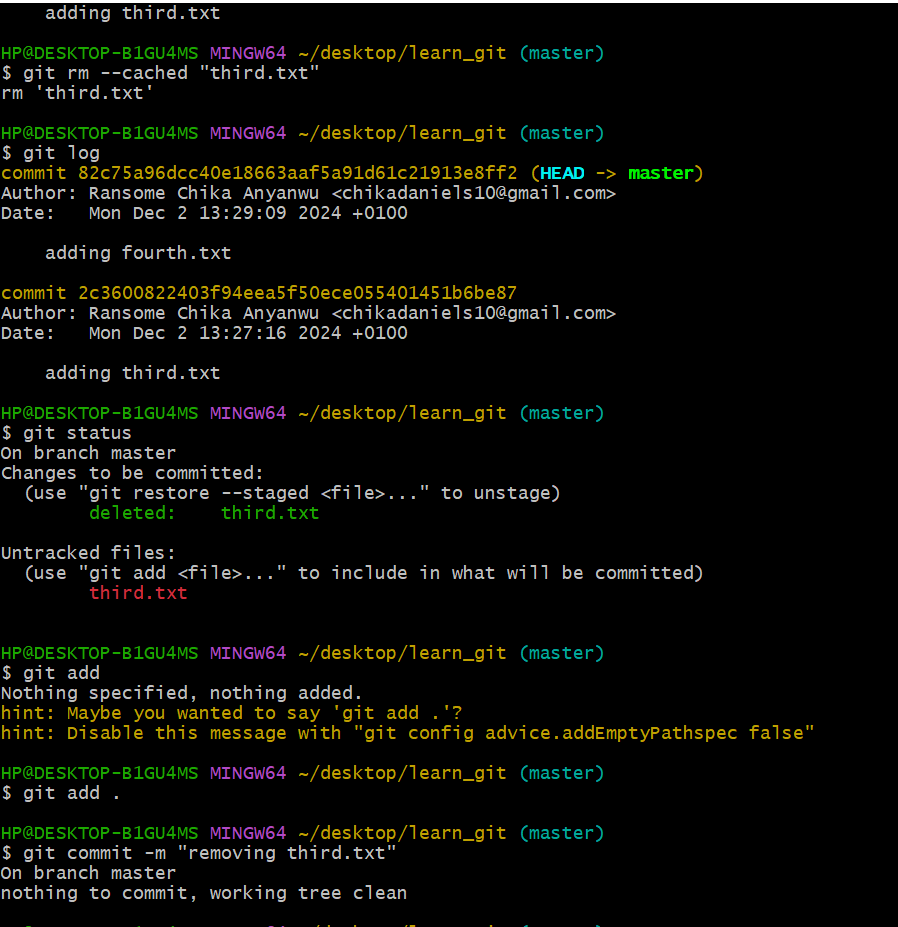 adding third.txt
HP@DESKTOP-B1GU4MS MINGW64 ~/desktop/learn_git (master)
$ git rm --cached "third.txt"
rm 'third.txt'
HP@DESKTOP-B1GU4MS MINGW64 ~/desktop/learn_git (master)
$ git log
commit 82c75a96dcc40e18663aaf5a91d61c21913e8ff2 (HEAD -> master)
Author: Ransome Chika Anyanwu <chikadaniels10@gmail.com>
Date:   Mon Dec 2 13:29:09 2024 +0100
adding fourth.txt
commit 2c3600822403f94eea5f50ece055401451b6be87
Author: Ransome Chika Anyanwu <chikadaniels10@gmail.com>
Date:   Mon Dec 2 13:27:16 2024 +0100
adding third.txt
HP@DESKTOP-B1GU4MS MINGW64 ~/desktop/learn_git (master)
$ git status
On branch master
Changes to be committed:
(use "git restore --staged <file>..." to unstage)
deleted:    third.txt
Untracked files:
(use "git add <file>..." to include in what will be committed)
third.txt
HP@DESKTOP-B1GU4MS MINGW64 ~/desktop/learn_git (master)
$ git add
Nothing specified, nothing added.
hint: Maybe you wanted to say 'git add .'?
hint: Disable this message with "git config advice.addEmptyPathspec false"
HP@DESKTOP-B1GU4MS MINGW64 ~/desktop/learn_git (master)
$ git add .
HP@DESKTOP-B1GU4MS MINGW64 ~/desktop/learn_git (master)
$ git commit -m "removing third.txt"
On branch master
nothing to commit, working tree clean